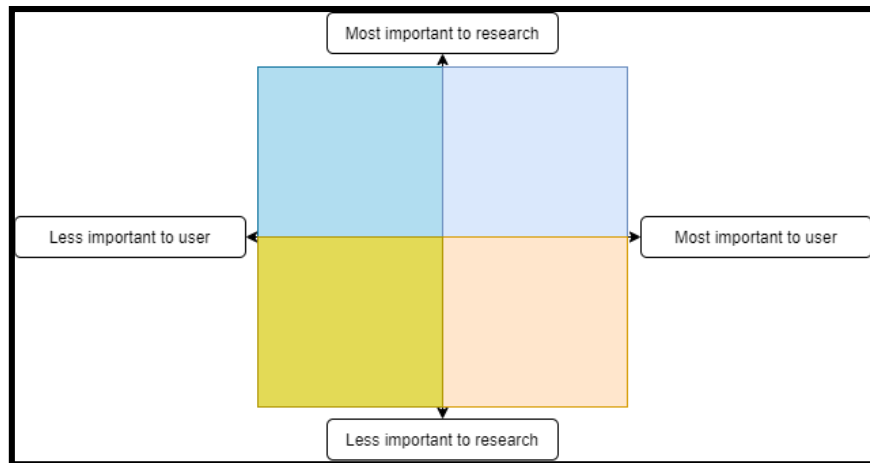 Most important to research
Less important to user
Most important to user
Less important to research